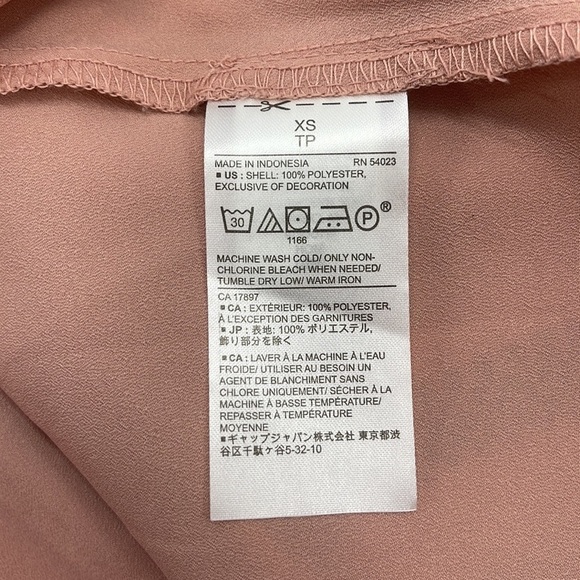 XS
TP
MADE IN INDONESIA RN 54023
■ US : SHELL: 100% POLYESTER,
EXCLUSIVE OF DECORATION
30 P ®
1166
MACHINE WASH COLD/ ONLY NON-
CHLORINE BLEACH WHEN NEEDED/
TUMBLE DRY LOW/ WARM IRON
CA 17897
■ CA : EXTÉRIEUR: 100% POLYESTER,
À L'EXCEPTION DES GARNITURES
■ JP : 表地: 100% ポリエステル,
飾り部分を除く
■ CA : LAVER À LA MACHINE À L'EAU
FROIDE/ UTILISER AU BESOIN UN
AGENT DE BLANCHIMENT SANS
CHLORE UNIQUEMENT/ SÉCHER À LA
MACHINE À BASSE TEMPÉRATURE/
REPASSER À TEMPÉRATURE
MOYENNE
■ギャップジャパン株式会社 東京都渋
谷区千駄ヶ谷5-32-10